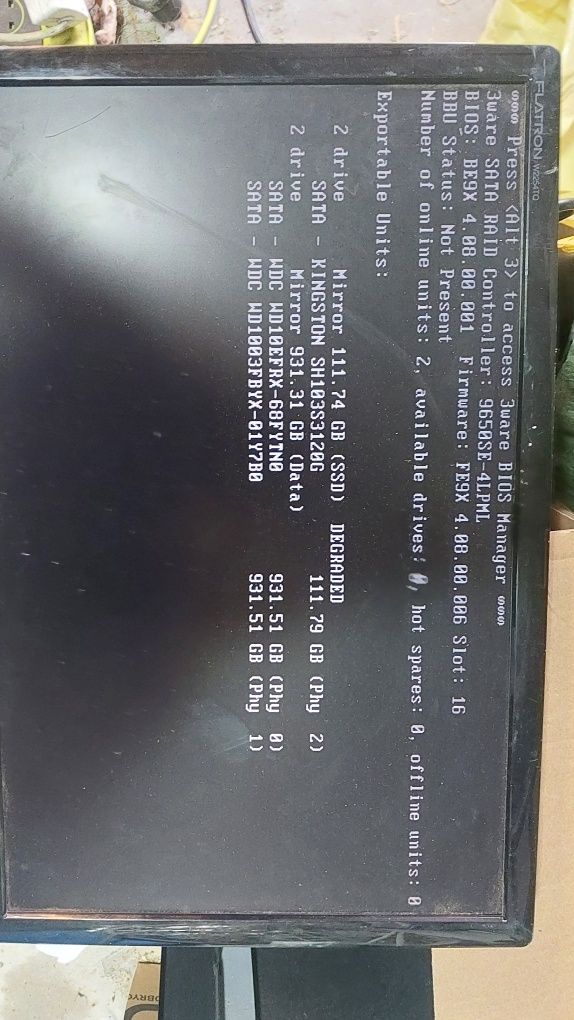 FLATRON W2284TQ
*** Press <Alt 3> to access 3ware BIOS Manager ***
3ware SATA RAID Controller: 9650SE-4LPML
BIOS: BE9X 4.08.00.001 Firmware: FE9X 4.08.00.006 Slot: 16
BBU Status: Not Present
Number of online units: 2, available drives: 0, hot spares: 0, offline units: 0
Exportable Units:
2 drive Mirror 111.74 GB (SSD) DEGRADED
SATA - KINGSTON SH103S3120G 111.79 GB (Phy 2)
2 drive Mirror 931.31 GB (Data)
SATA - WDC WD10EFRX-68FYTN0 931.51 GB (Phy 0)
SATA - WDC WD1003FBYX-01Y7B0 931.51 GB (Phy 1)